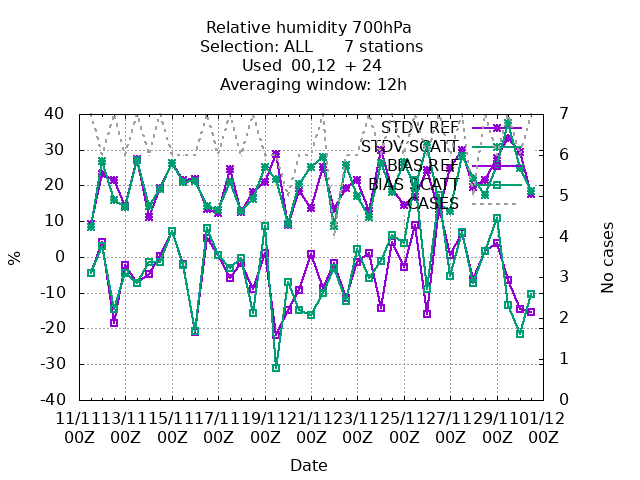 Relative humidity 700hPa
Selection: ALL 7 stations
Used 00,12 + 24
Averaging window: 12h
40 7
STDV REF
STDV SCATT
30 6
BIAS REF
BIAS SCATT
20 5
CASES
10 4
0
%
No cases
-10 3
-20 2
-30 1
-40 0
11/11 13/11 15/11 17/11 19/11 21/11 23/11 25/11 27/11 29/11 01/12
00Z 00Z 00Z 00Z 00Z 00Z 00Z 00Z 00Z 00Z 00Z
Date